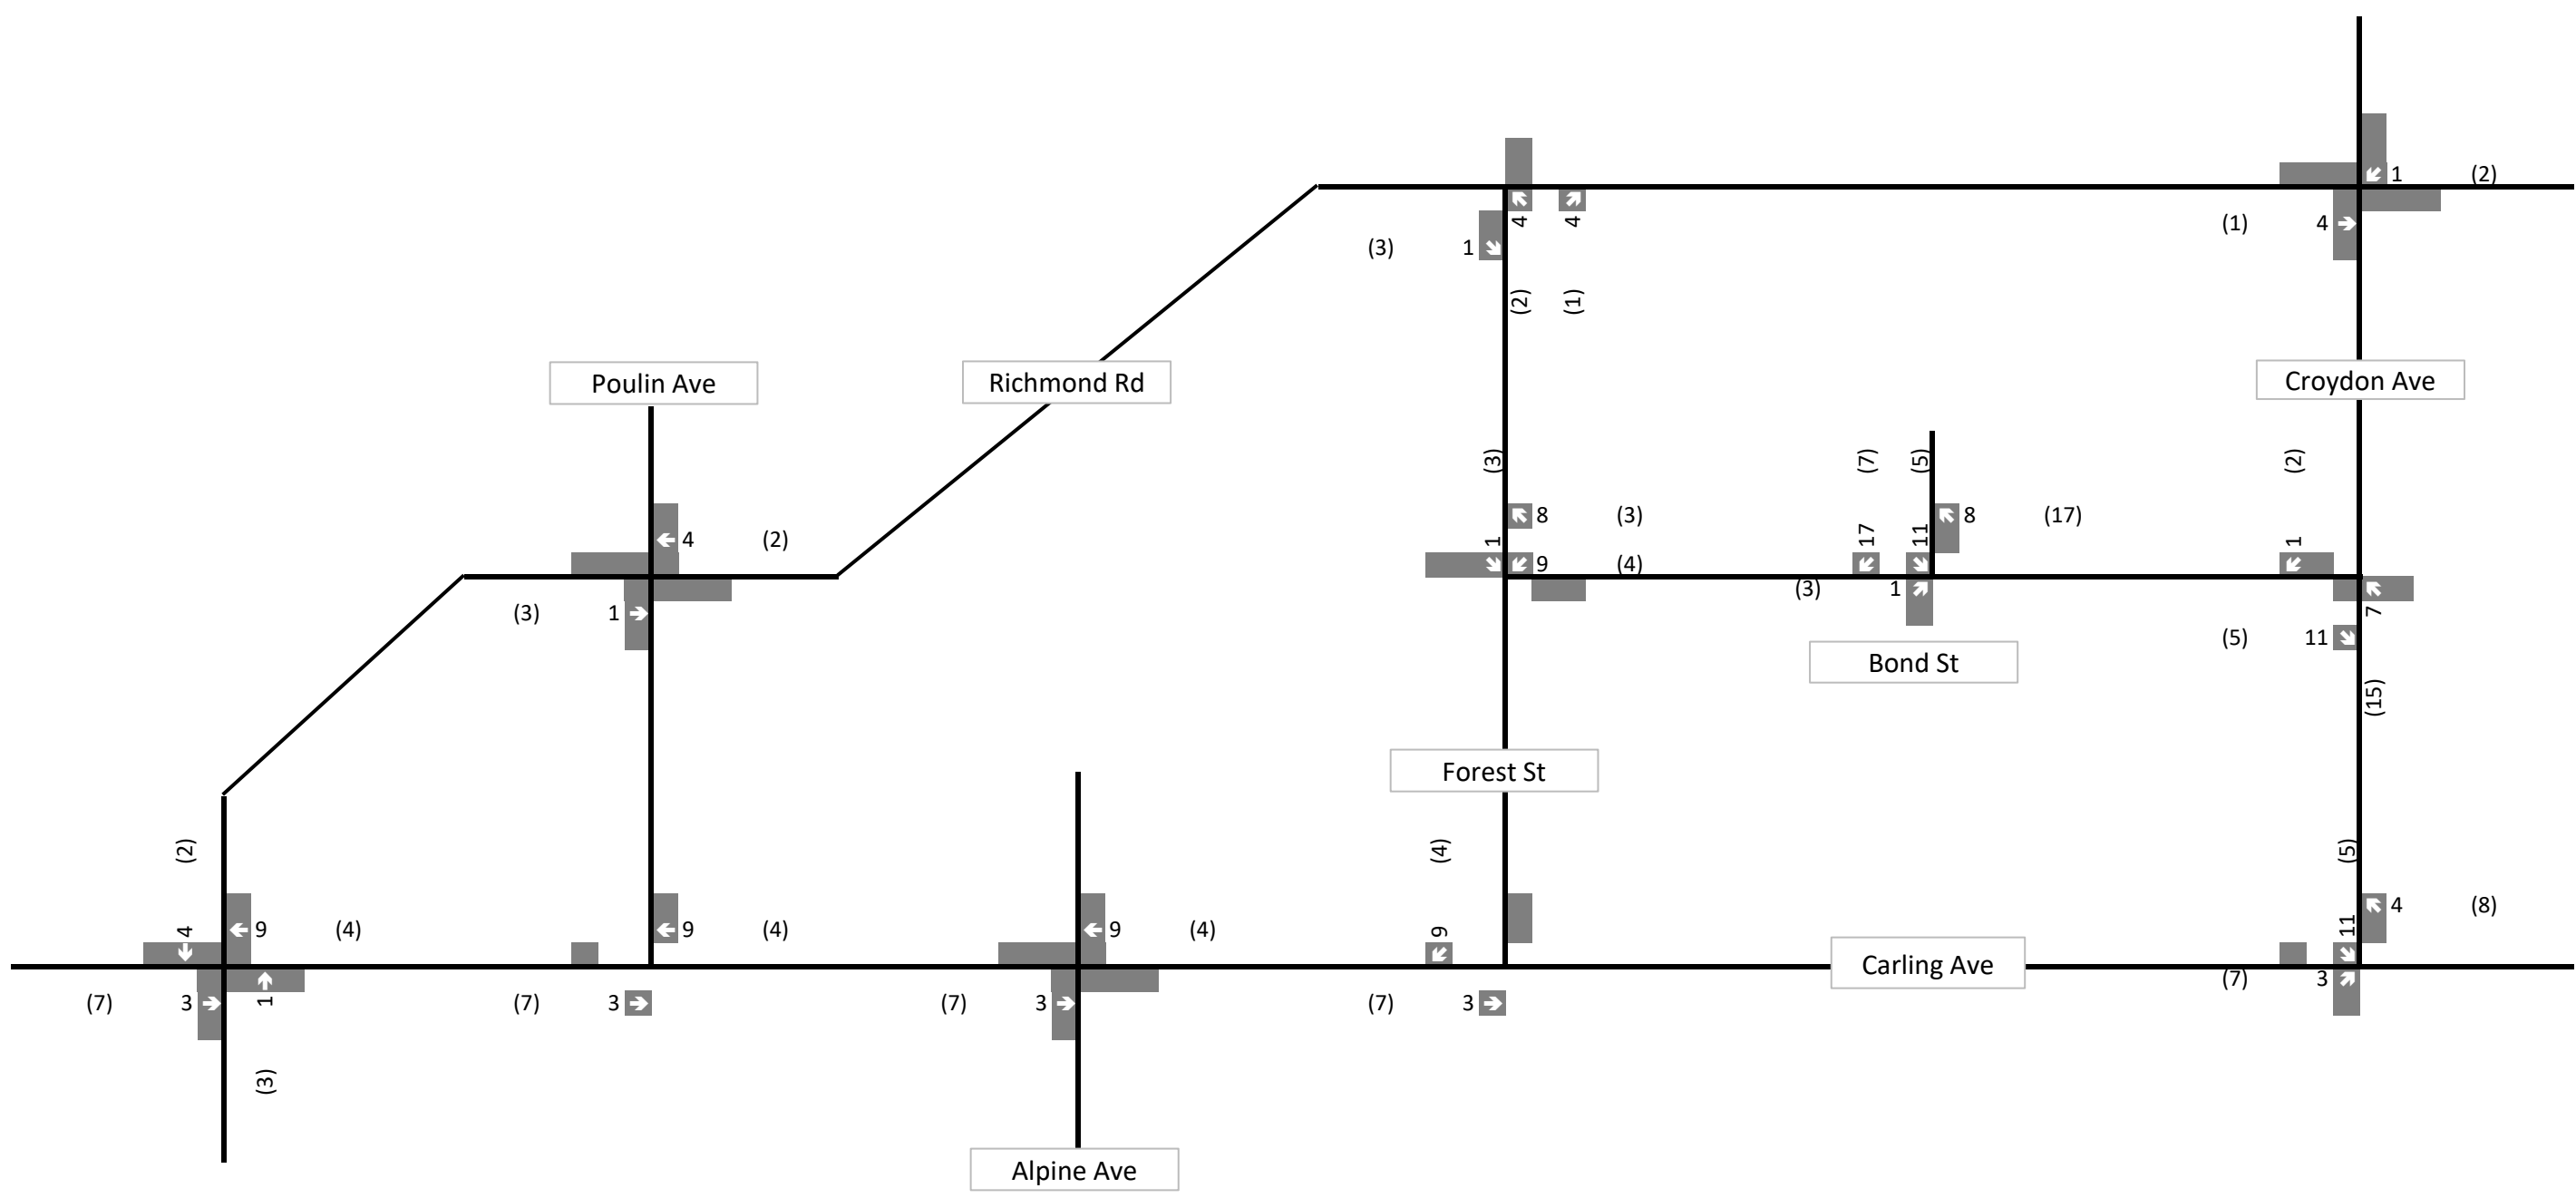 1 (2)
4 4 (1) 4
(3) 1
(2) (1)
Poulin Ave Richmond Rd Croydon Ave
(3) (7) (5) (2)
8 (3) 17 11 8 (17)
4 (2) 1 9 (4) 1
(3) 1 (3) 1 7
(5) 11
Bond St
(15)
Forest St
(2) (4) (5)
4 (8)
4 9 (4) 9 (4) 9 (4) 9 11
Carling Ave
(7) 3
(7) 3 1 (7) 3 (7) 3 (7) 3
(3)
Alpine Ave